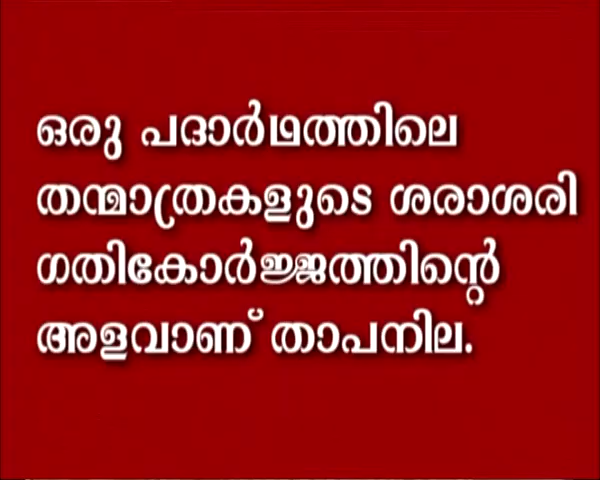 ഒരു പദാർഥത്തിലെ
തന്മാത്രകളുടെ ശരാശരി
ഗതികോർജ്ജത്തിന്റെ
അളവാണ് താപനില.